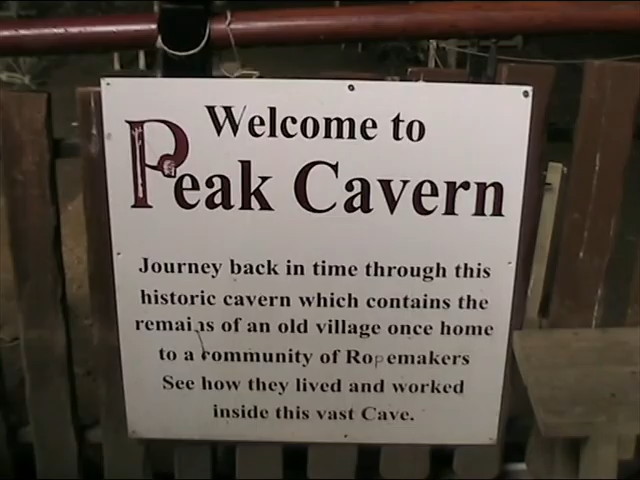 Welcome to
Peak Cavern
Journey back in time through this
historic cavern which contains the
remains of an old village once home
to a community of Ropemakers
See how they lived and worked
inside this vast Cave.